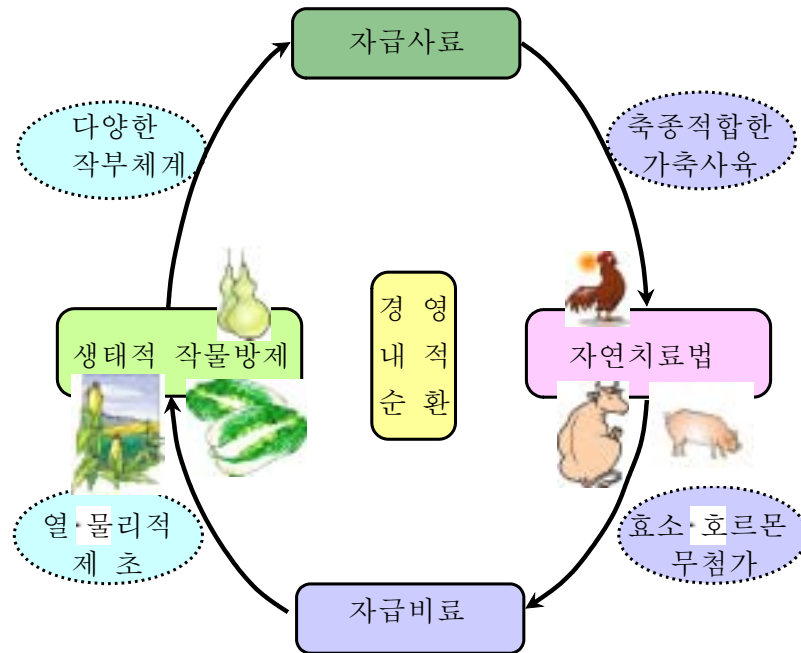 자급사료
다양한
작부체계
축종적합한
가축사육
경 영
내 적
순 환
생태적 작물방제
자연치료법
열·물리적
제 초
효소·호르몬
무첨가
자급비료